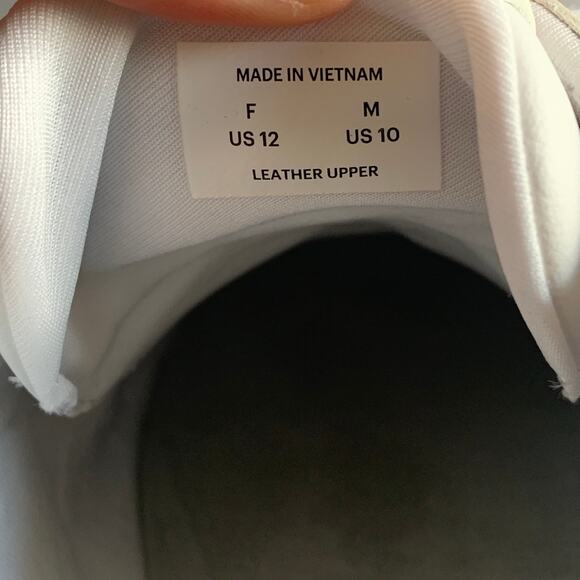 MADE IN VIETNAM
F M
US 12 US 10
LEATHER UPPER